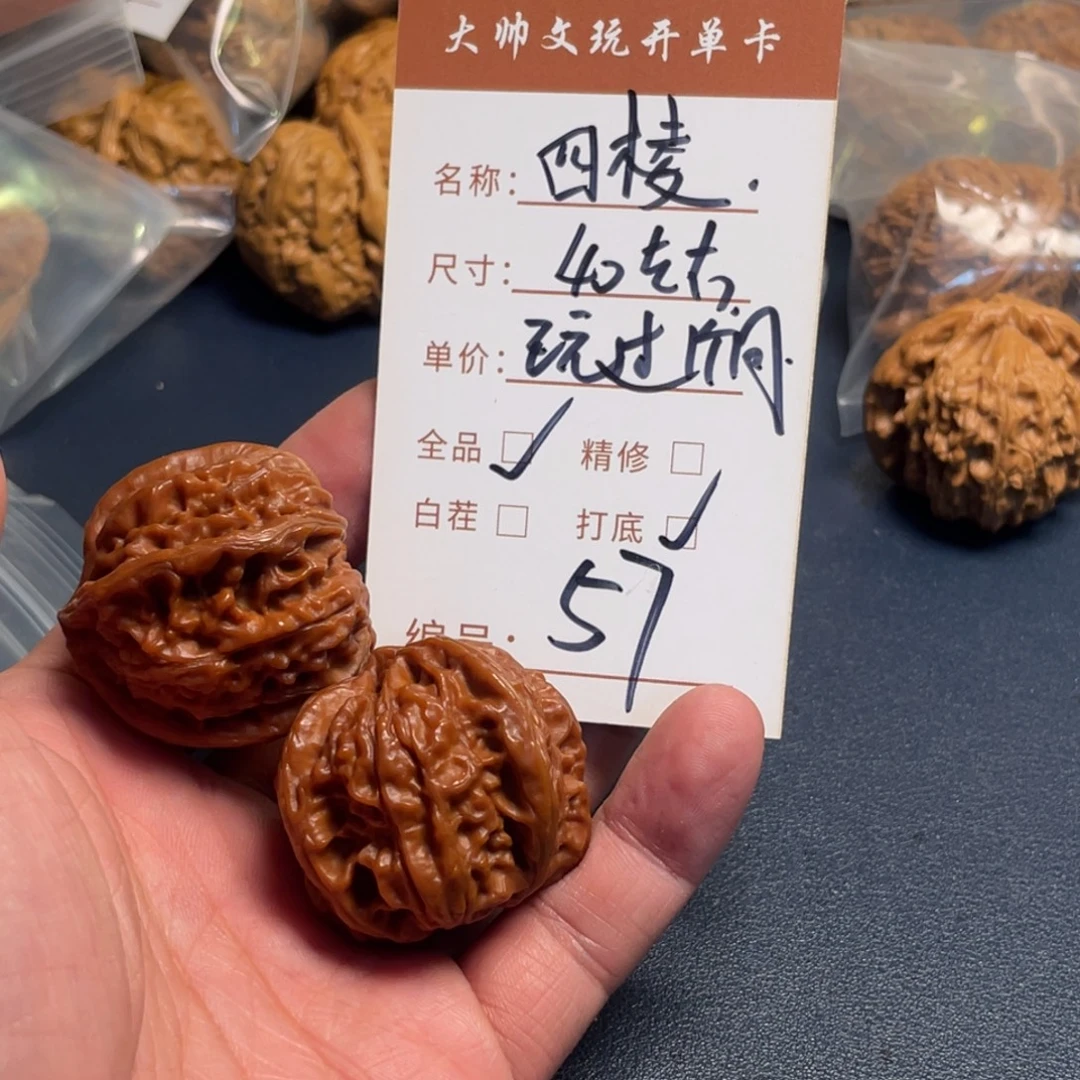 大帅文玩开单卡
名称：四棱.
尺寸：40左右
单价：玩过
全品 精修
白茬 打底
编号：57